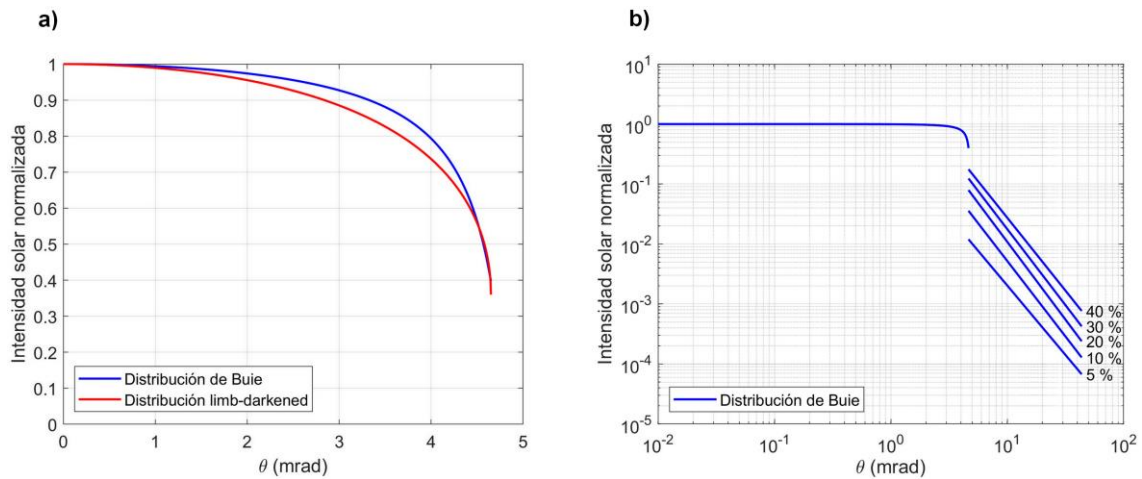 a)
Intensidad solar normalizada
1
0.9
0.8
0.7
0.6
0.5
0.4
0.3
0.2
0.1
0
0 1 2 3 4 5
θ (mrad)
Distribución de Buie
Distribución limb-darkened
b)
Intensidad solar normalizada
10^1
10^0
10^-1
10^-2
10^-3
10^-4
10^-5
10^-2 10^-1 10^0 10^1 10^2
θ (mrad)
40 %
30 %
20 %
10 %
5 %
Distribución de Buie